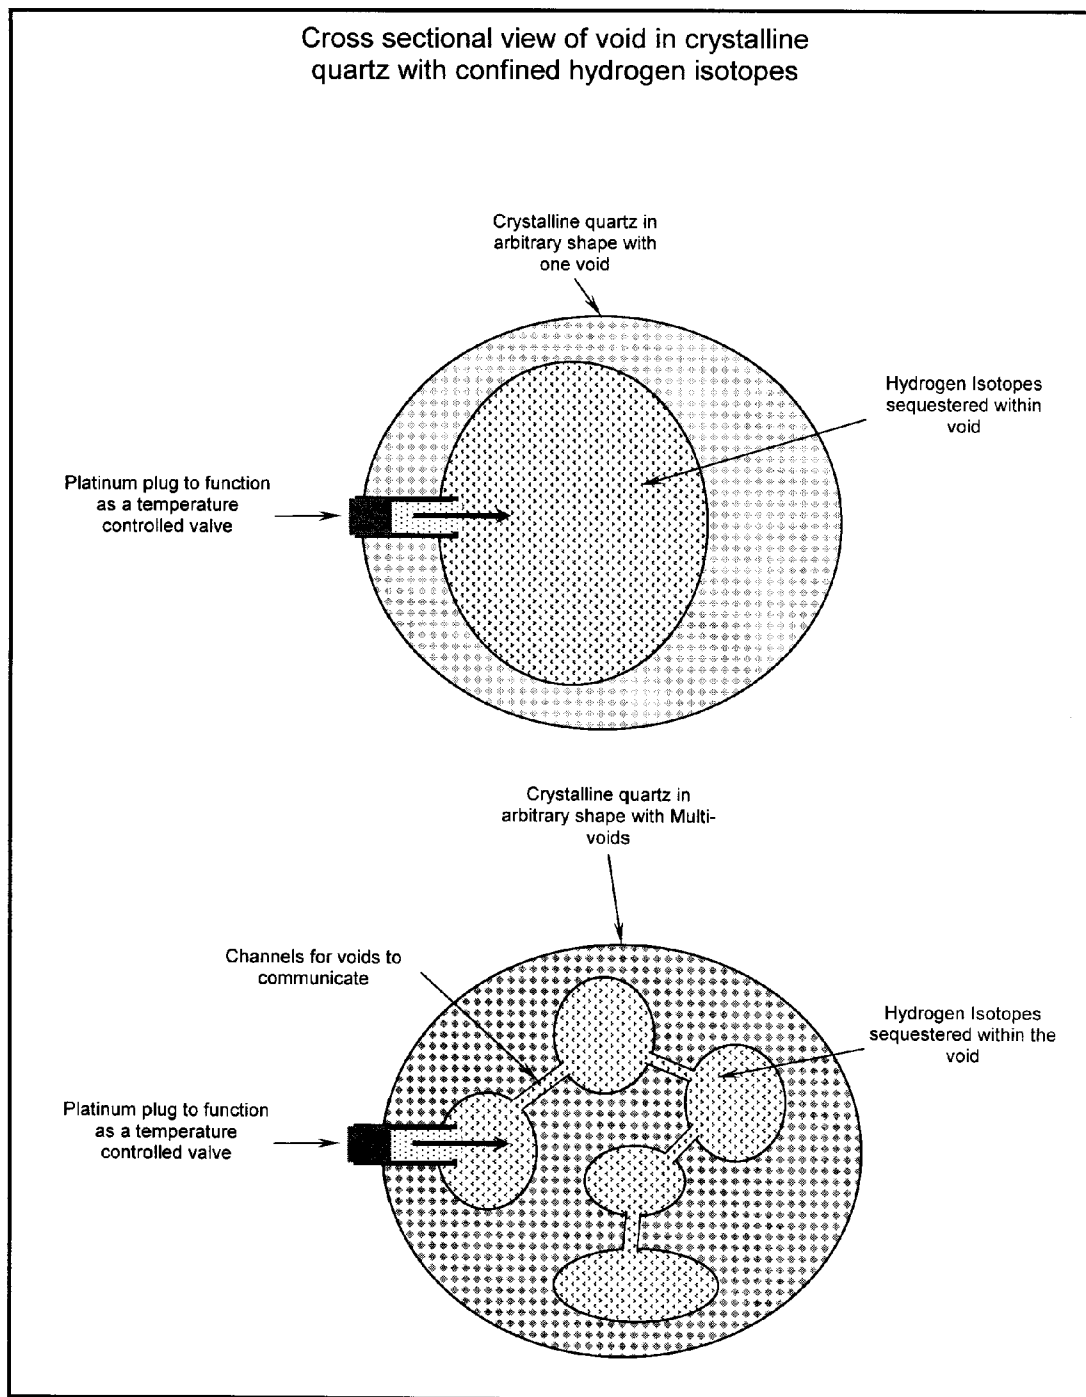 Cross sectional view of void in crystalline
quartz with confined hydrogen isotopes
Crystalline quartz in
arbitrary shape with
one void
Hydrogen Isotopes
sequestered within
void
Platinum plug to function
as a temperature
controlled valve
Crystalline quartz in
arbitrary shape with Multi-
voids
Channels for voids to
communicate
Hydrogen Isotopes
sequestered within the
void
Platinum plug to function
as a temperature
controlled valve